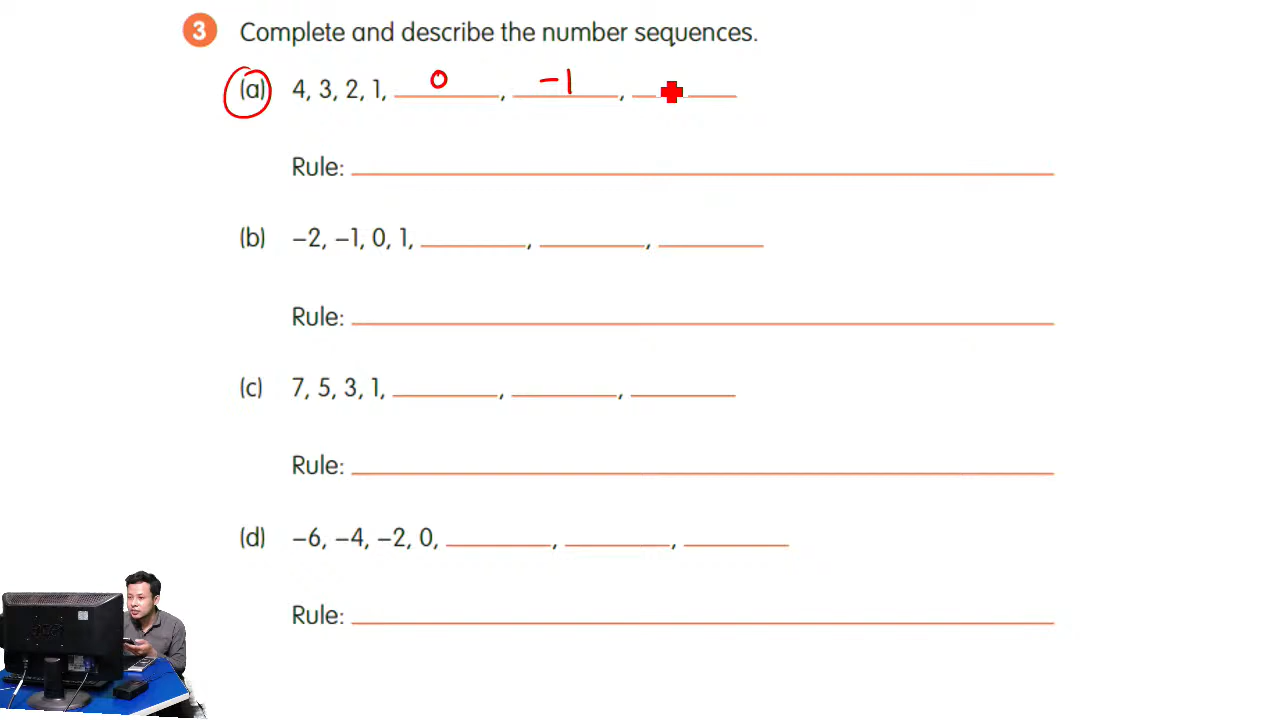 3 Complete and describe the number sequences.
(a) 4, 3, 2, 1, 0, -1,
Rule:
(b) –2, –1, 0, 1, , ,
Rule:
(c) 7, 5, 3, 1, , ,
Rule:
(d) –6, –4, –2, 0, , ,
Rule: